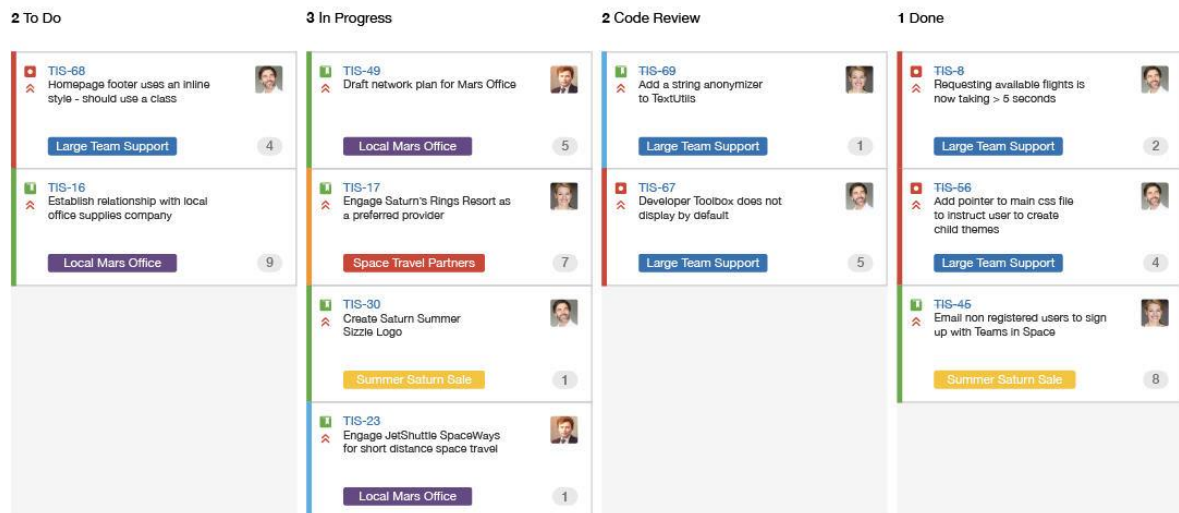 2 To Do
TIS-68
Homepage footer uses an inline
style - should use a class
Large Team Support
4
TIS-16
Establish relationship with local
office supplies company
Local Mars Office
9
3 In Progress
TIS-49
Draft network plan for Mars Office
Local Mars Office
5
TIS-17
Engage Saturn's Rings Resort as
a preferred provider
Space Travel Partners
7
TIS-30
Create Saturn Summer
Sizzle Logo
Summer Saturn Sale
1
TIS-23
Engage JetShuttle SpaceWays
for short distance space travel
Local Mars Office
1
2 Code Review
TIS-69
Add a string anonymizer
to TextUtils
Large Team Support
1
TIS-67
Developer Toolbox does not
display by default
Large Team Support
5
1 Done
TIS-8
Requesting available flights is
now taking > 5 seconds
Large Team Support
2
TIS-56
Add pointer to main css file
to instruct user to create
child themes
Large Team Support
4
TIS-45
Email non registered users to sign
up with Teams in Space
Summer Saturn Sale
8